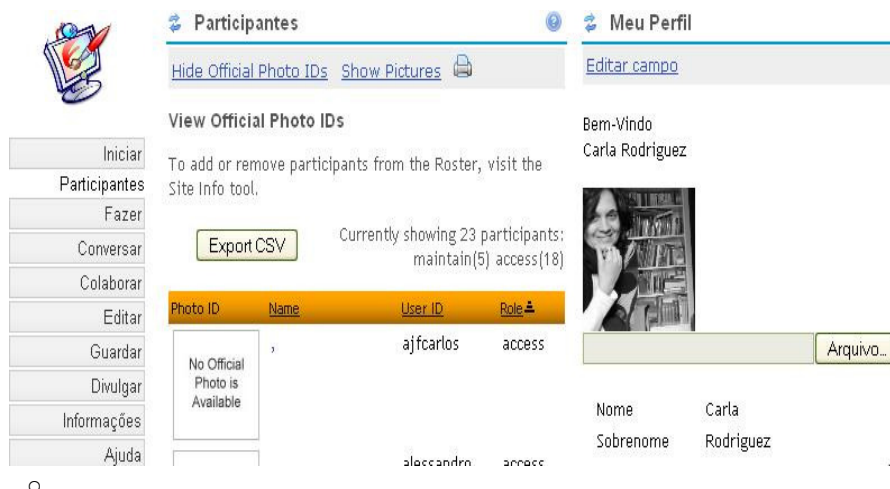 Iniciar
Participantes
Fazer
Conversar
Colaborar
Editar
Guardar
Divulgar
Informações
Ajuda
Participantes
Hide Official Photo IDs Show Pictures
View Official Photo IDs
To add or remove participants from the Roster, visit the
Site Info tool.
Export CSV
Currently showing 23 participants:
maintain(5) access(18)
Photo ID Name User ID Role
No Official
Photo is
Available
, ajfcarlos access
alessandro access
Meu Perfil
Editar campo
Bem-Vindo
Carla Rodriguez
Arquivo...
Nome Carla
Sobrenome Rodriguez